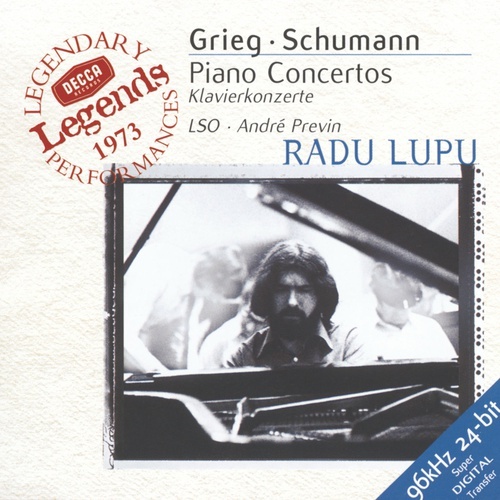 LEGENDARY
DECCA
RECORDS
Legends
1973
PERFORMANCES
Grieg · Schumann
Piano Concertos
Klavierkonzerte
LSO · André Previn
RADU LUPU
96kHz 24-bit
Super
DIGITAL
Transfer